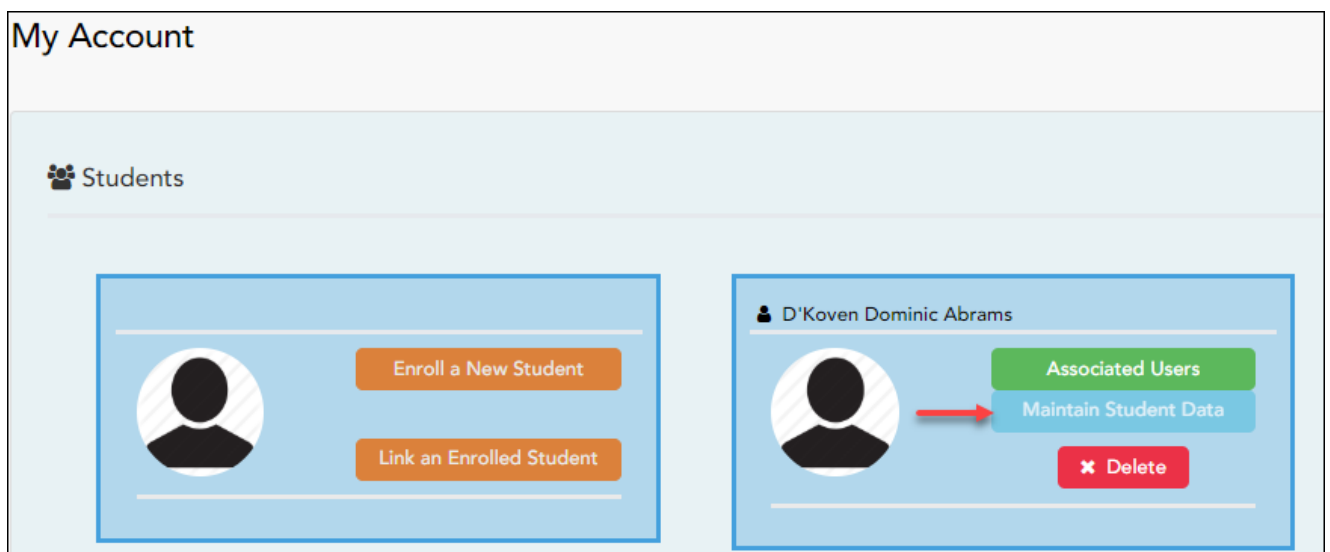 My Account
Students
Enroll a New Student
Link an Enrolled Student
D'Koven Dominic Abrams
Associated Users
Maintain Student Data
Delete